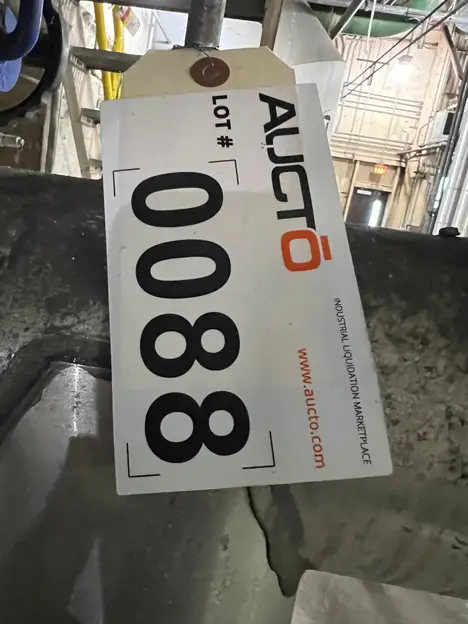 AUCTŌ
INDUSTRIAL LIQUIDATION MARKETPLACE
www.aucto.com
LOT #
0088